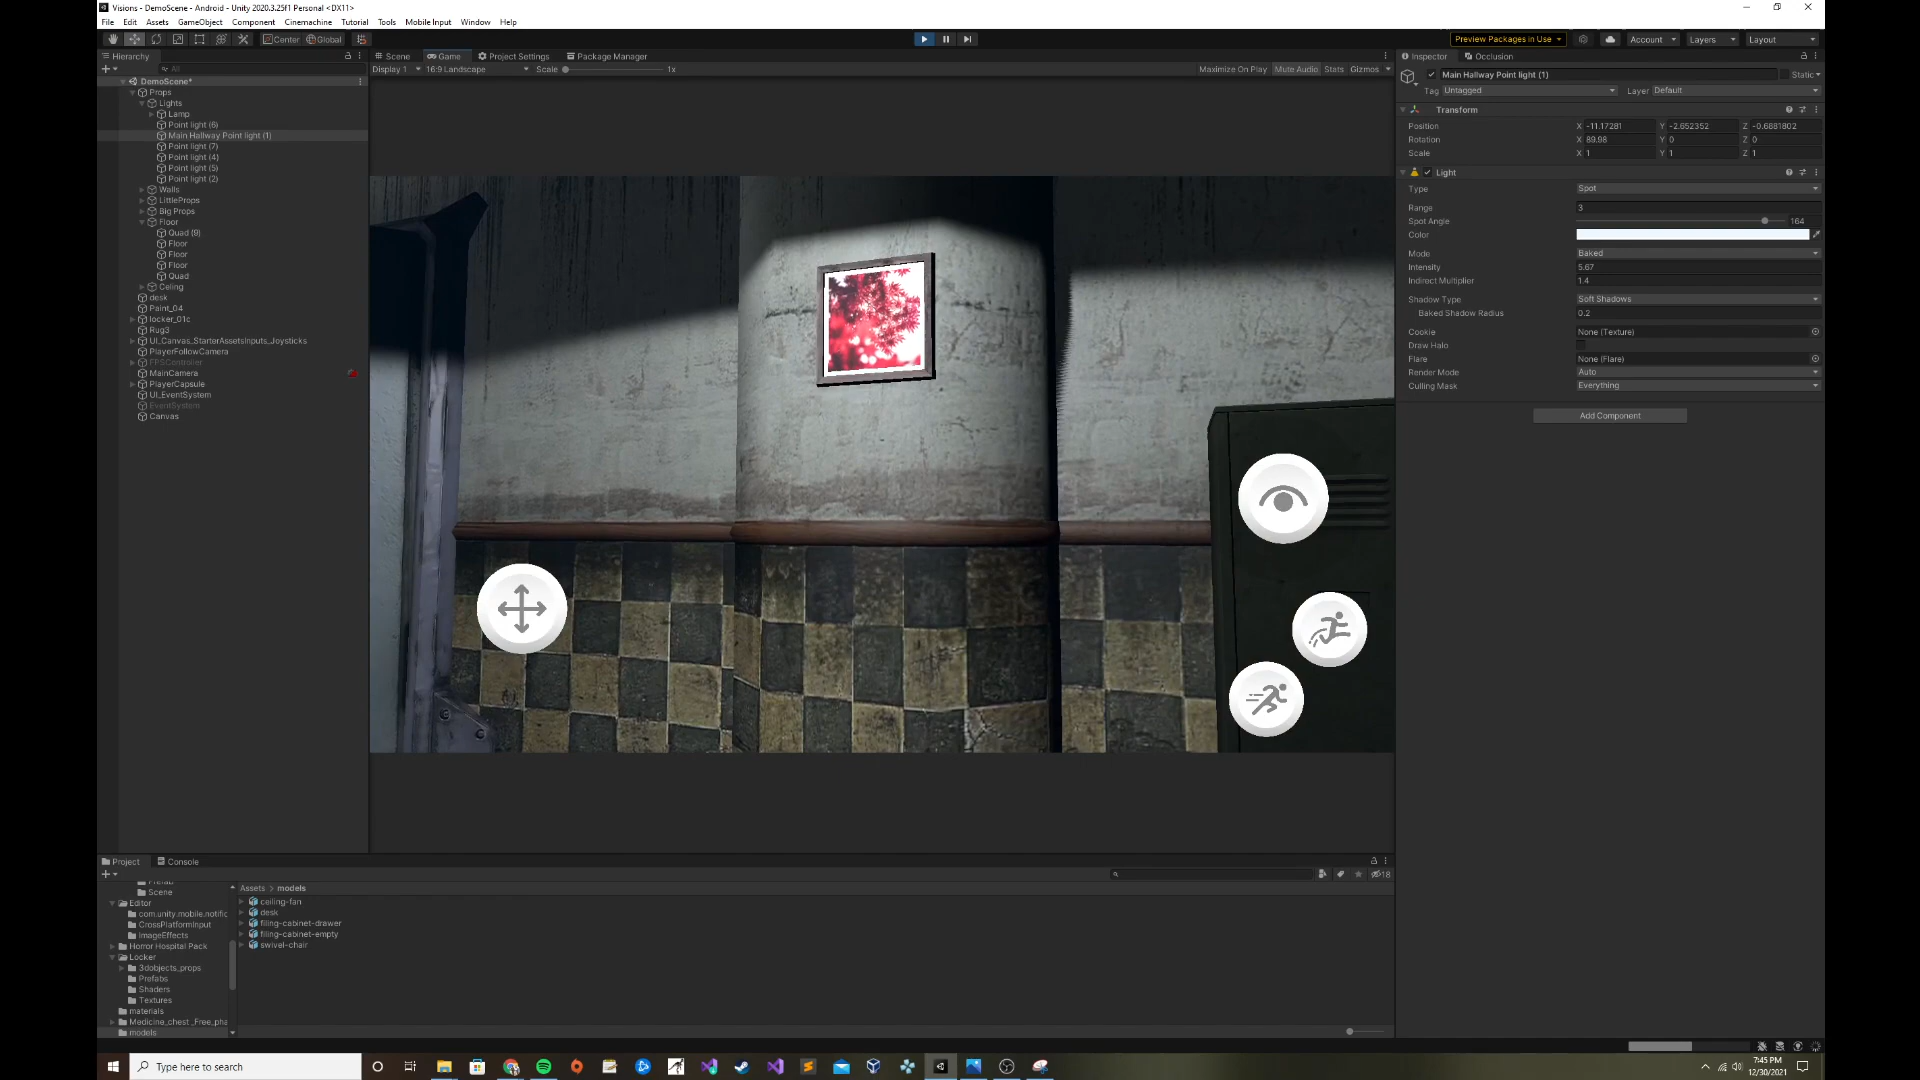 Visions - DemoScene - Android - Unity 2020.3.25f1 Personal <DX11>
File Edit Assets GameObject Component Cinemachine Tutorial Tools Mobile Input Window Help
Center Global
Preview Packages in Use Account Layers Layout
Hierarchy
All
DemoScene*
Props
Lights
Lamp
Point light (6)
Main Hallway Point light (1)
Point light (7)
Point light (4)
Point light (5)
Point light (2)
Walls
LittleProps
Big Props
Floor
Quad (9)
Floor
Floor
Floor
Quad
Celing
desk
Paint_04
locker_01c
Rug3
UI_Canvas_StarterAssetsInputs_Joysticks
PlayerFollowCamera
FPSController
MainCamera
PlayerCapsule
UI_EventSystem
EventSystem
Canvas
Scene Game Project Settings Package Manager
Display 1 16:9 Landscape Scale 1x Maximize On Play Mute Audio Stats Gizmos
Inspector Occlusion
Main Hallway Point light (1) Static
Tag Untagged Layer Default
Transform
Position X -11.17281 Y -2.652352 Z -0.6881802
Rotation X 89.98 Y 0 Z 0
Scale X 1 Y 1 Z 1
Light
Type Spot
Range 3
Spot Angle 164
Color
Mode Baked
Intensity 5.67
Indirect Multiplier 1.4
Shadow Type Soft Shadows
Baked Shadow Radius 0.2
Cookie None (Texture)
Draw Halo
Flare None (Flare)
Render Mode Auto
Culling Mask Everything
Add Component
Project Console
18
Scene
Editor
com.unity.mobile.notific
CrossPlatformInput
ImageEffects
Horror Hospital Pack
Locker
3dobjects_props
Prefabs
Shaders
Textures
materials
Medicine_chest _Free_pha
models
Assets > models
ceiling-fan
desk
filing-cabinet-drawer
filing-cabinet-empty
swivel-chair
Type here to search
7:45 PM
12/30/2021